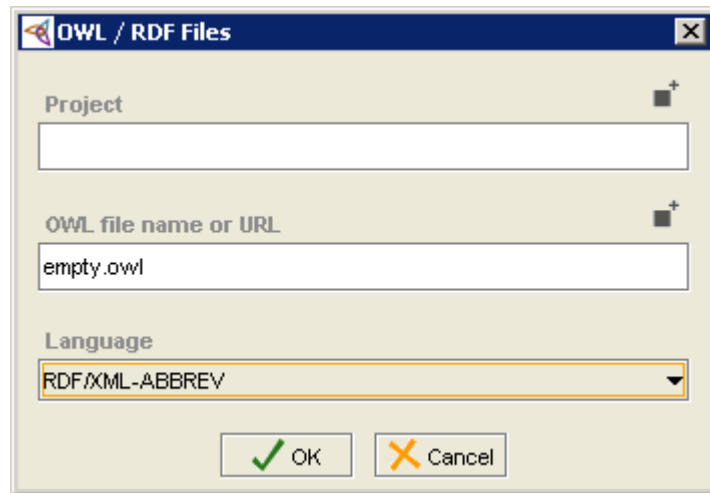 OWL / RDF Files
Project
OWL file name or URL
empty.owl
Language
RDF/XML-ABBREV
OK Cancel